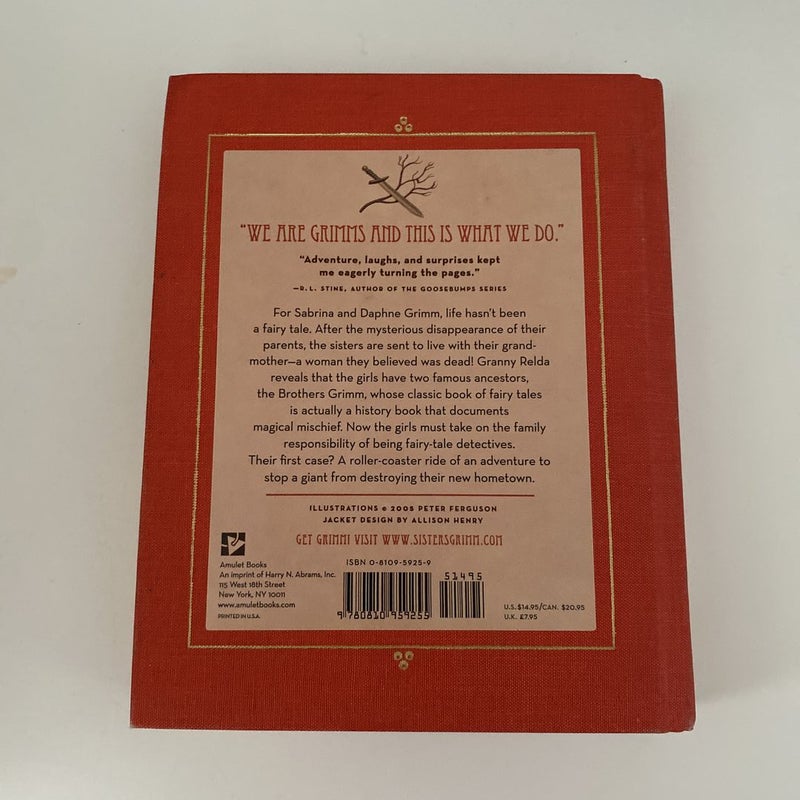 “WE ARE GRIMMS AND THIS IS WHAT WE DO.”
“Adventure, laughs, and surprises kept
me eagerly turning the pages.”
—R.L. STINE, AUTHOR OF THE GOOSEBUMPS SERIES
For Sabrina and Daphne Grimm, life hasn’t been
a fairy tale. After the mysterious disappearance of their
parents, the sisters are sent to live with their grand-
mother—a woman they believed was dead! Granny Relda
reveals that the girls have two famous ancestors,
the Brothers Grimm, whose classic book of fairy tales
is actually a history book that documents
magical mischief. Now the girls must take on the family
responsibility of being fairy-tale detectives.
Their first case? A roller-coaster ride of an adventure to
stop a giant from destroying their new hometown.
ILLUSTRATIONS © 2005 PETER FERGUSON
JACKET DESIGN BY ALLISON HENRY
GET GRIMM! VISIT WWW.SISTERSGRIMM.COM
Amulet Books
An imprint of Harry N. Abrams, Inc.
115 West 18th Street
New York, NY 10011
www.amuletbooks.com
PRINTED IN U.S.A.
ISBN 0-8109-5925-9
51495
9 780810 959255
U.S. $14.95/CAN. $20.95
U.K. £7.95